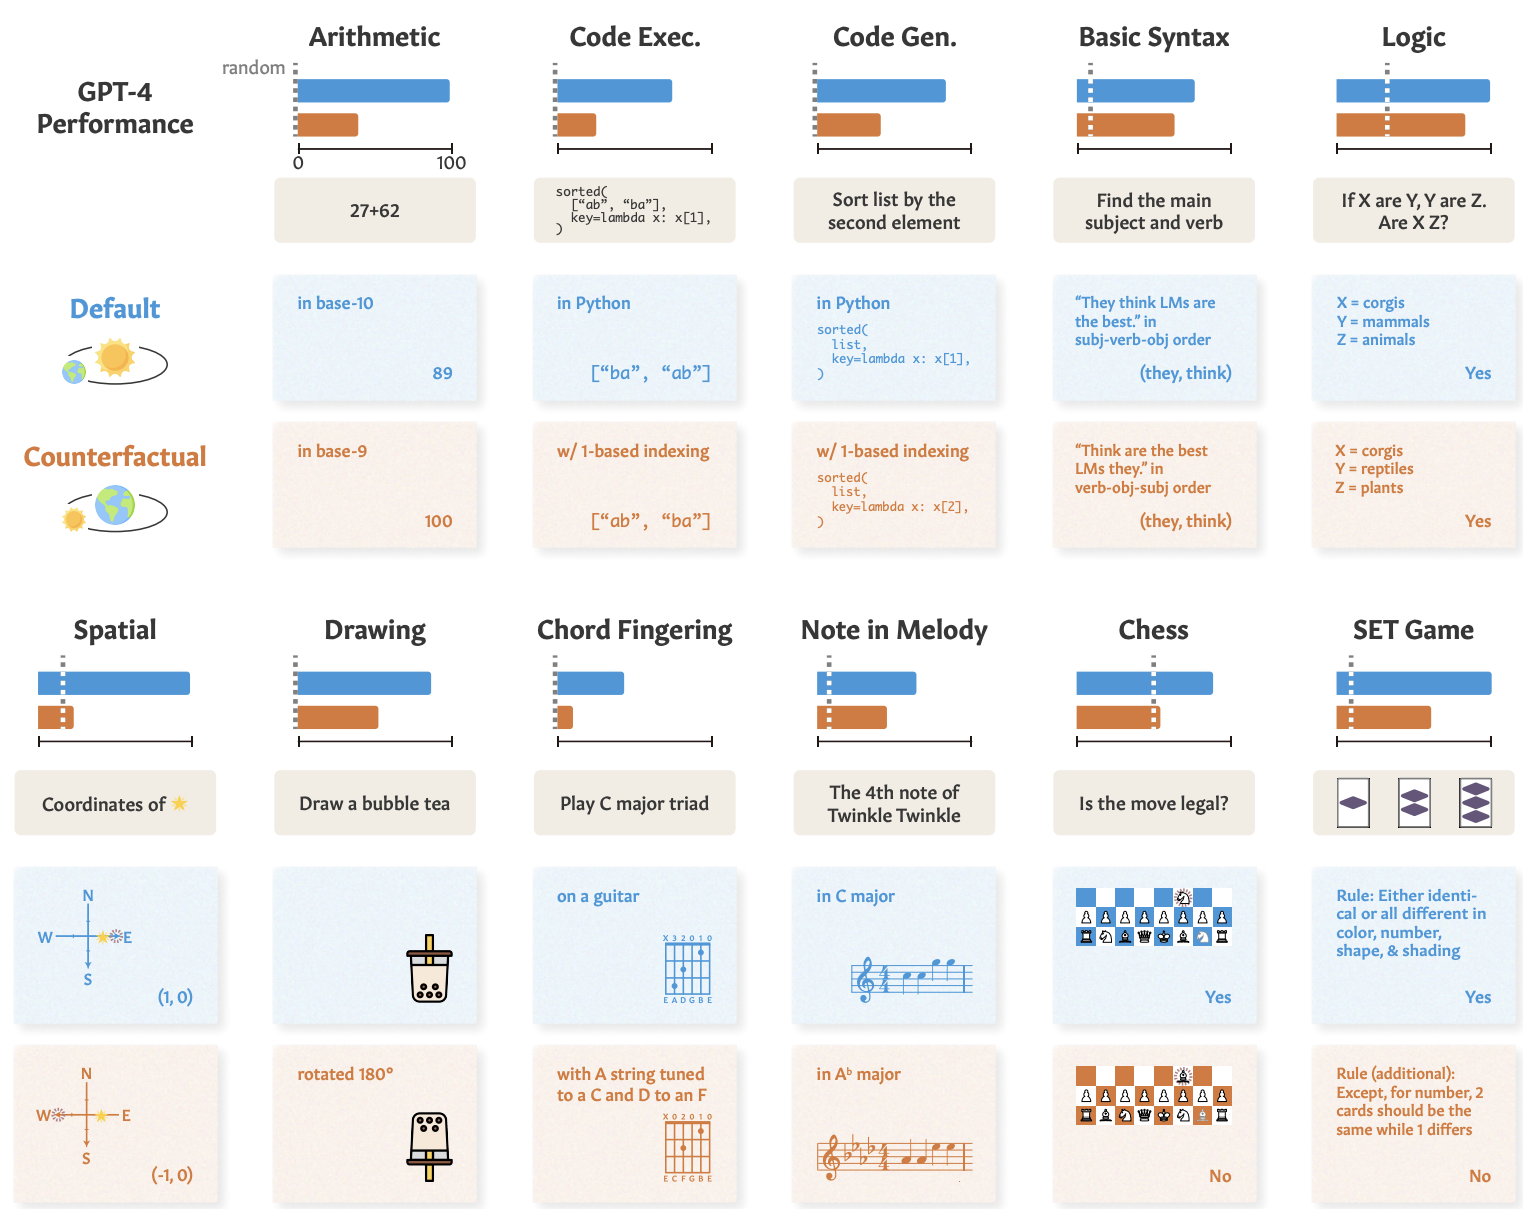 Arithmetic
Code Exec.
Code Gen.
Basic Syntax
Logic
random
GPT-4
Performance
0
100
27+62
sorted(
[“ab”, “ba”],
key=lambda x: x[1],
)
Sort list by the
second element
Find the main
subject and verb
If X are Y, Y are Z.
Are X Z?
Default
in base-10
89
in Python
[“ba”, “ab”]
in Python
sorted(
list,
key=lambda x: x[1],
)
“They think LMs are
the best.” in
subj-verb-obj order
(they, think)
X = corgis
Y = mammals
Z = animals
Yes
Counterfactual
in base-9
100
w/ 1-based indexing
[“ab”, “ba”]
w/ 1-based indexing
sorted(
list,
key=lambda x: x[2],
)
“Think are the best
LMs they.” in
verb-obj-subj order
(they, think)
X = corgis
Y = reptiles
Z = plants
Yes
Spatial
Drawing
Chord Fingering
Note in Melody
Chess
SET Game
Coordinates of
Draw a bubble tea
Play C major triad
The 4th note of
Twinkle Twinkle
Is the move legal?
N
W
E
S
(1, 0)
on a guitar
X 3 2 0 1 0
E A D G B E
in C major
4
4
Yes
Rule: Either identi-
cal or all different in
color, number,
shape, & shading
Yes
N
W
E
S
(-1, 0)
rotated 180°
with A string tuned
to a C and D to an F
X 0 2 0 1 0
E C F G B E
in A♭ major
4
4
No
Rule (additional):
Except, for number, 2
cards should be the
same while 1 differs
No